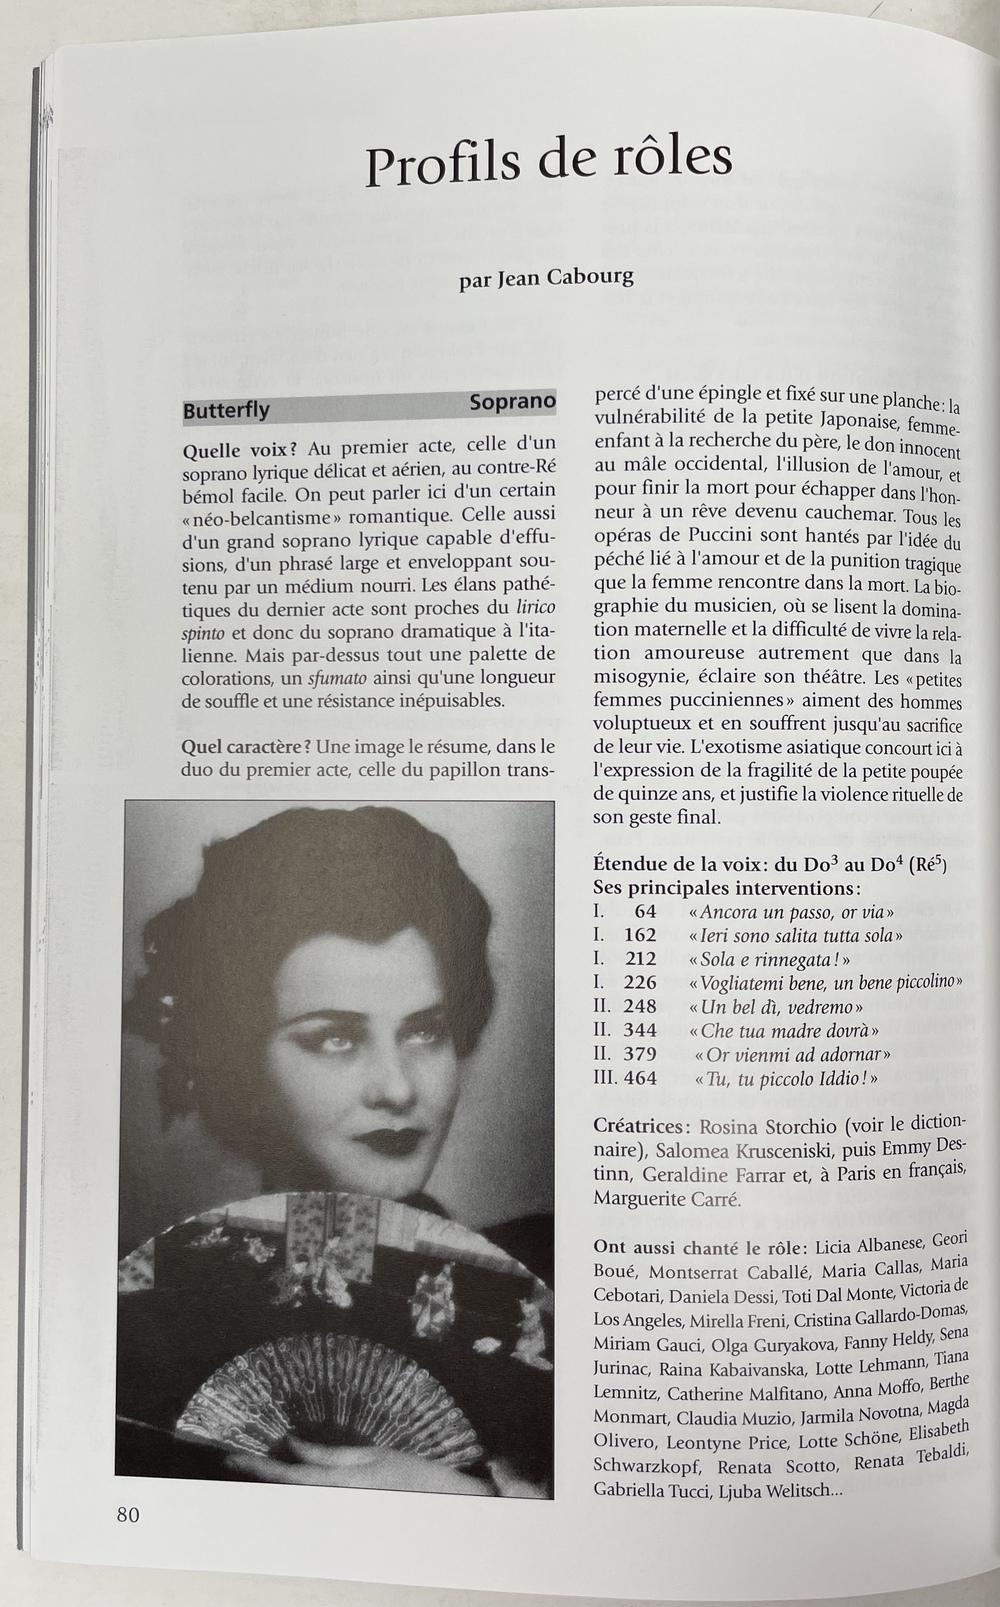 Profils de rôles
par Jean Cabourg
Butterfly Soprano
Quelle voix ? Au premier acte, celle d'un
soprano lyrique délicat et aérien, au contre-Ré
bémol facile. On peut parler ici d'un certain
« néo-belcantisme » romantique. Celle aussi
d'un grand soprano lyrique capable d'effu-
sions, d'un phrasé large et enveloppant sou-
tenu par un médium nourri. Les élans pathé-
tiques du dernier acte sont proches du lirico
spinto et donc du soprano dramatique à l'ita-
lienne. Mais par-dessus tout une palette de
colorations, un sfumato ainsi qu'une longueur
de souffle et une résistance inépuisables.
Quel caractère ? Une image le résume, dans le
duo du premier acte, celle du papillon trans-
percé d'une épingle et fixé sur une planche : la
vulnérabilité de la petite Japonaise, femme-
enfant à la recherche du père, le don innocent
au mâle occidental, l'illusion de l'amour, et
pour finir la mort pour échapper dans l'hon-
neur à un rêve devenu cauchemar. Tous les
opéras de Puccini sont hantés par l'idée du
péché lié à l'amour et de la punition tragique
que la femme rencontre dans la mort. La bio-
graphie du musicien, où se lisent la domina-
tion maternelle et la difficulté de vivre la rela-
tion amoureuse autrement que dans la
misogynie, éclaire son théâtre. Les « petites
femmes pucciniennes » aiment des hommes
voluptueux et en souffrent jusqu'au sacrifice
de leur vie. L'exotisme asiatique concourt ici à
l'expression de la fragilité de la petite poupée
de quinze ans, et justifie la violence rituelle de
son geste final.
Étendue de la voix : du Do³ au Do⁴ (Ré⁵)
Ses principales interventions :
I. 64 « Ancora un passo, or via »
I. 162 « Ieri sono salita tutta sola »
I. 212 « Sola e rinnegata ! »
I. 226 « Vogliatemi bene, un bene piccolino »
II. 248 « Un bel dì, vedremo »
II. 344 « Che tua madre dovrà »
II. 379 « Or vienmi ad adornar »
III. 464 « Tu, tu piccolo Iddio ! »
Créatrices : Rosina Storchio (voir le diction-
naire), Salomea Krusceniski, puis Emmy Des-
tinn, Geraldine Farrar et, à Paris en français,
Marguerite Carré.
Ont aussi chanté le rôle : Licia Albanese, Geori
Boué, Montserrat Caballé, Maria Callas, Maria
Cebotari, Daniela Dessi, Toti Dal Monte, Victoria de
Los Angeles, Mirella Freni, Cristina Gallardo-Domas,
Miriam Gauci, Olga Guryakova, Fanny Heldy, Sena
Jurinac, Raina Kabaivanska, Lotte Lehmann, Tiana
Lemnitz, Catherine Malfitano, Anna Moffo, Berthe
Monmart, Claudia Muzio, Jarmila Novotna, Magda
Olivero, Leontyne Price, Lotte Schöne, Elisabeth
Schwarzkopf, Renata Scotto, Renata Tebaldi,
Gabriella Tucci, Ljuba Welitsch...
80